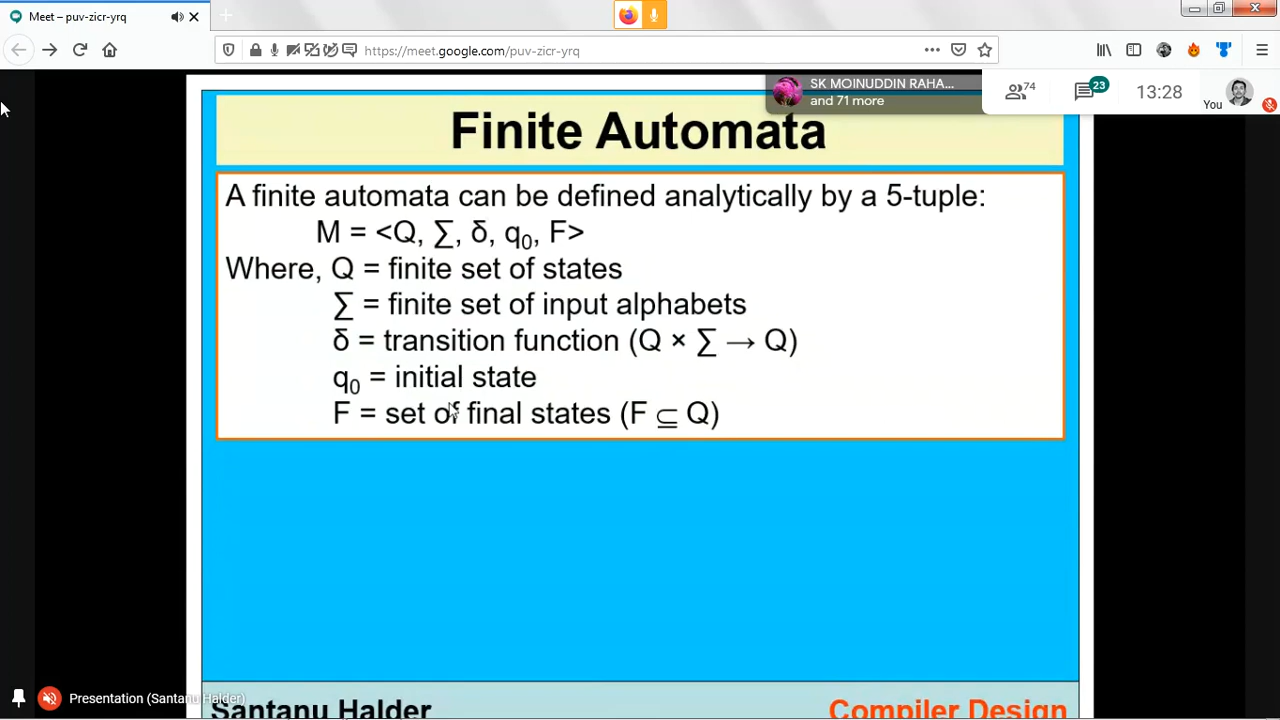 Meet – puv-zicr-yrq
https://meet.google.com/puv-zicr-yrq
SK MOINUDDIN RAHA...
and 71 more
74
23
13:28
You
Finite Automata
A finite automata can be defined analytically by a 5-tuple:
M = <Q, ∑, δ, q₀, F>
Where, Q = finite set of states
∑ = finite set of input alphabets
δ = transition function (Q × ∑ → Q)
q₀ = initial state
F = set of final states (F ⊆ Q)
Presentation (Santanu Halder)
Santanu Halder
Compiler Design